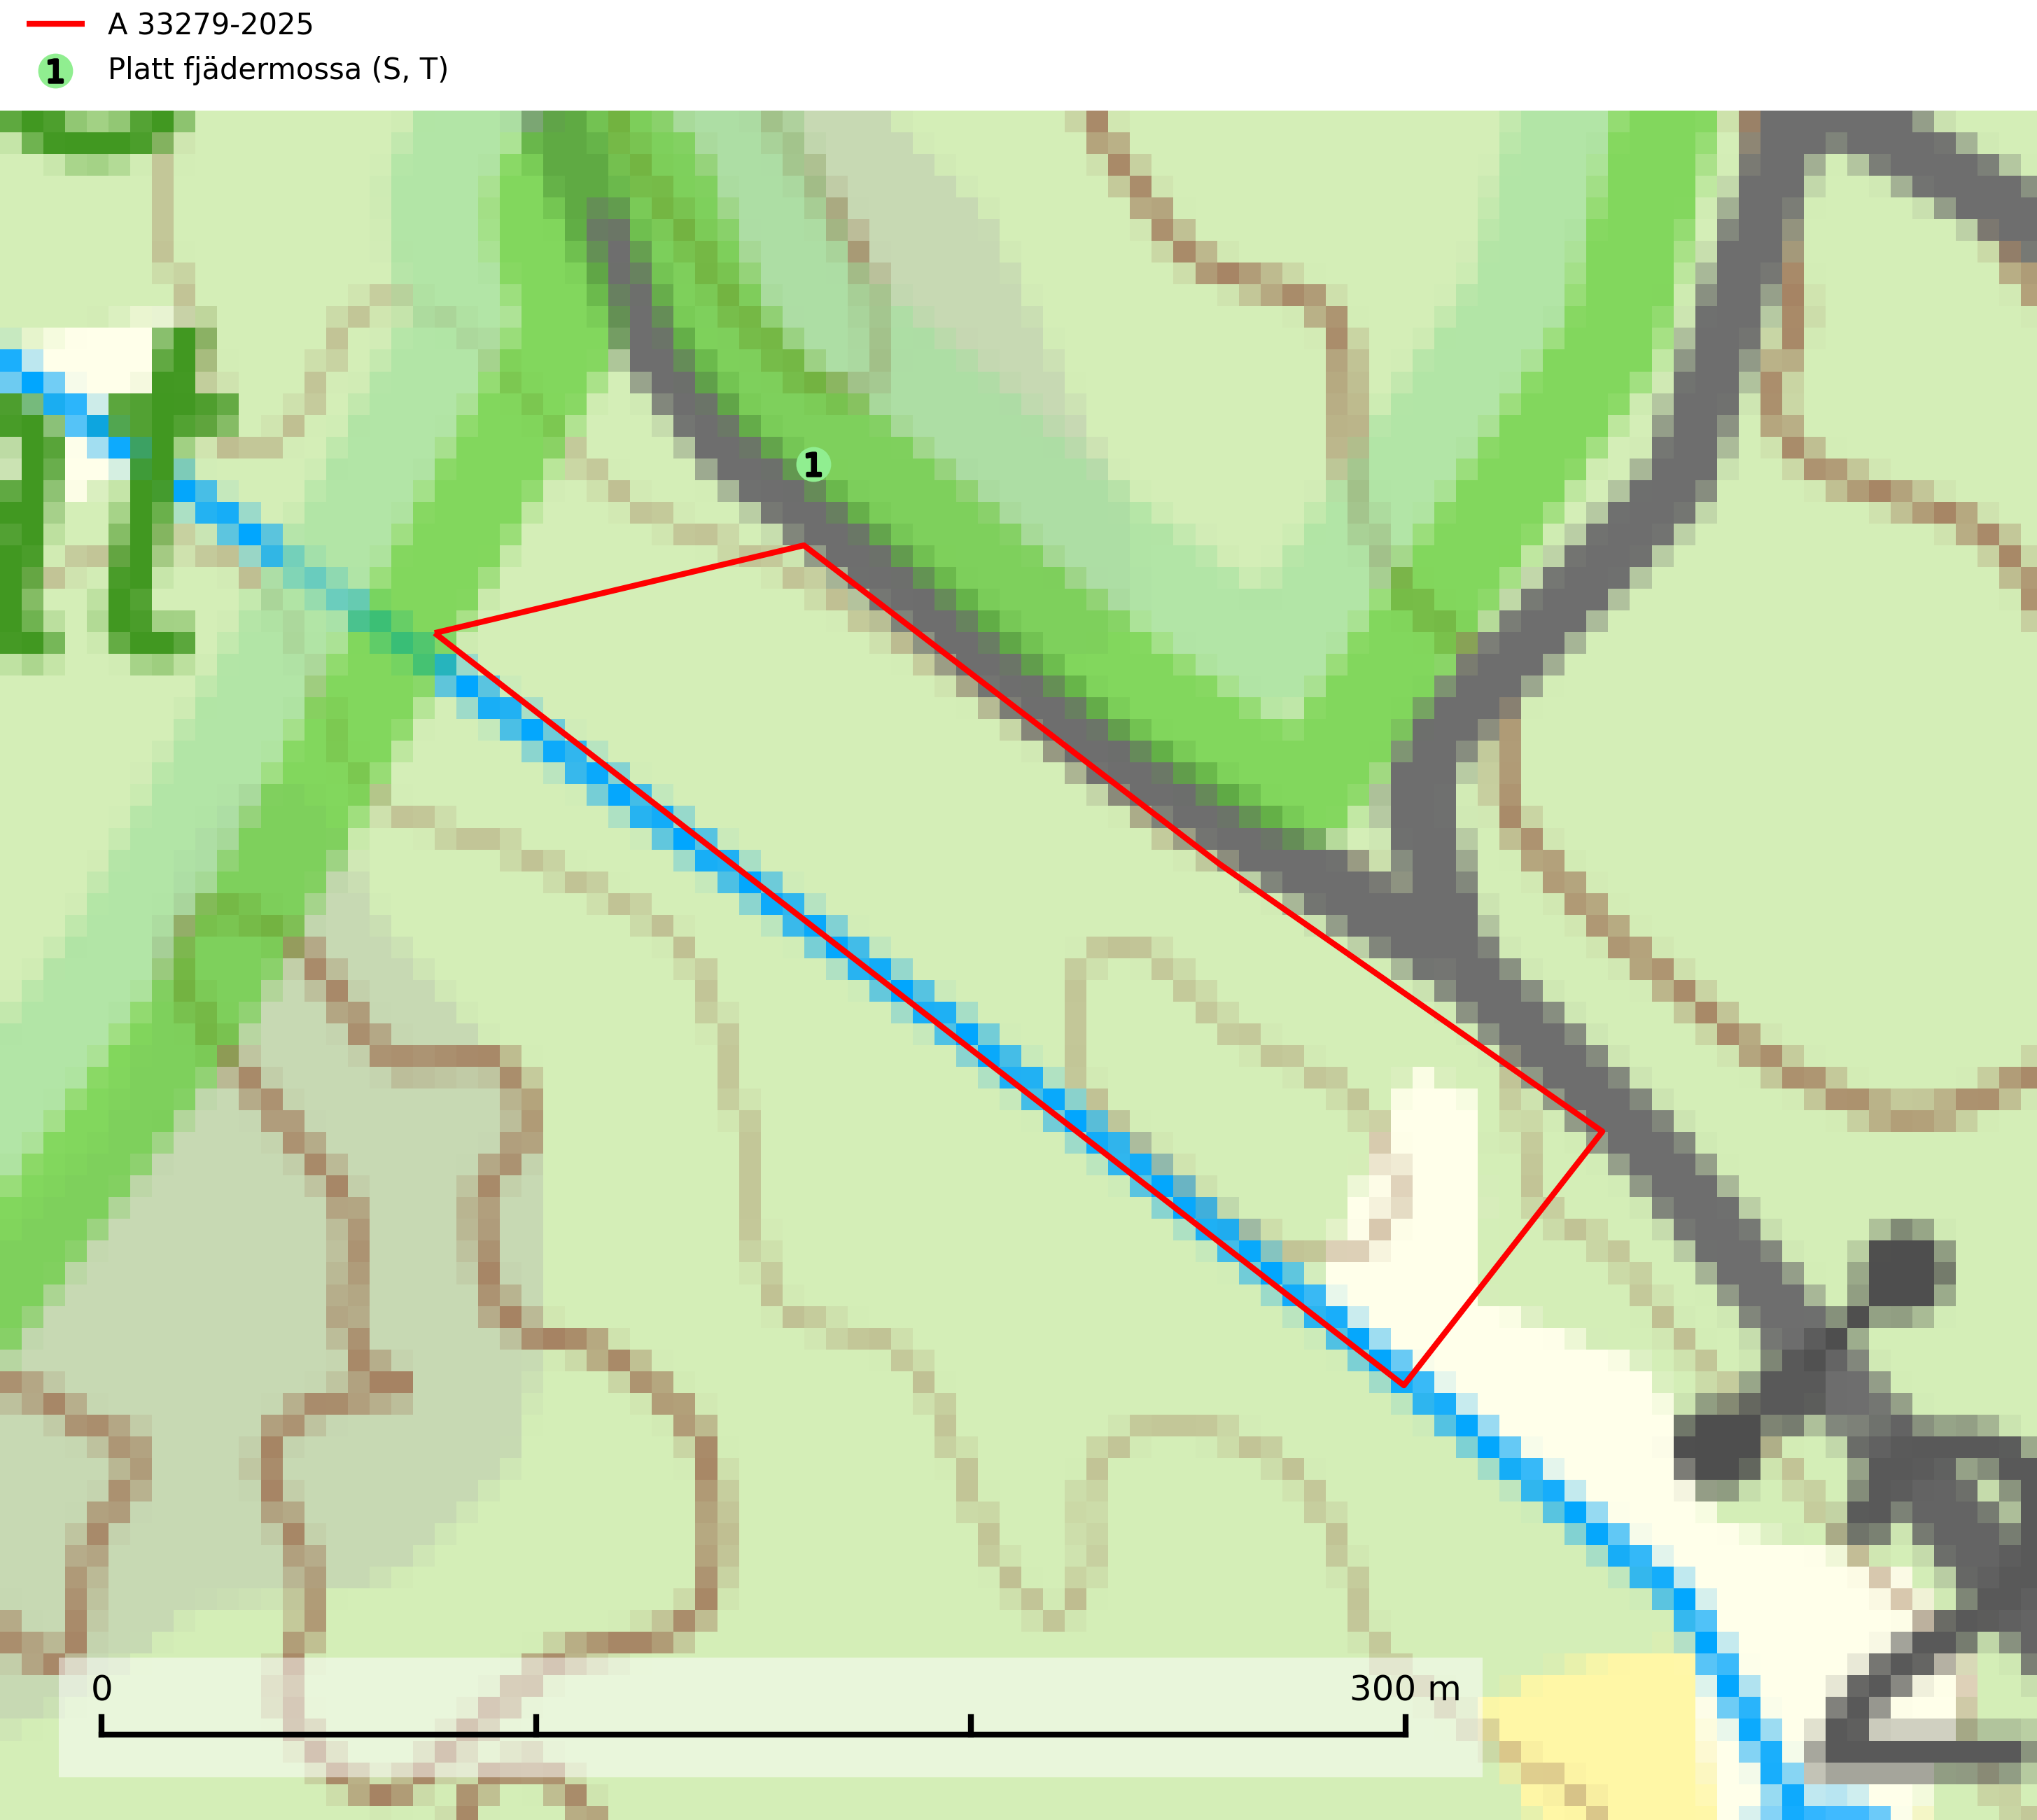 A 33279-2025
1 Platt fjädermossa (S, T)
1
0 300 m